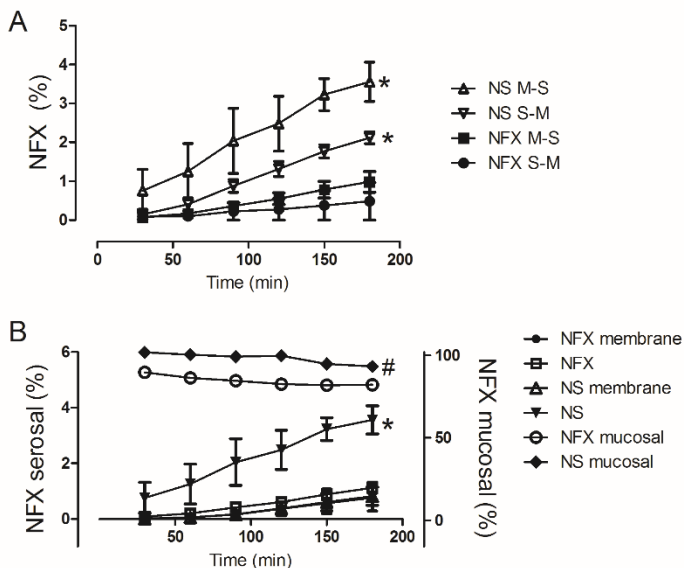 A
NFX (%)
5
4
3
2
1
0
0
50
100
150
200
Time (min)
*
*
NS M-S
NS S-M
NFX M-S
NFX S-M
B
NFX serosal (%)
6
4
2
0
50
100
150
200
Time (min)
#
*
100
50
0
NFX mucosal (%)
NFX membrane
NFX
NS membrane
NS
NFX mucosal
NS mucosal